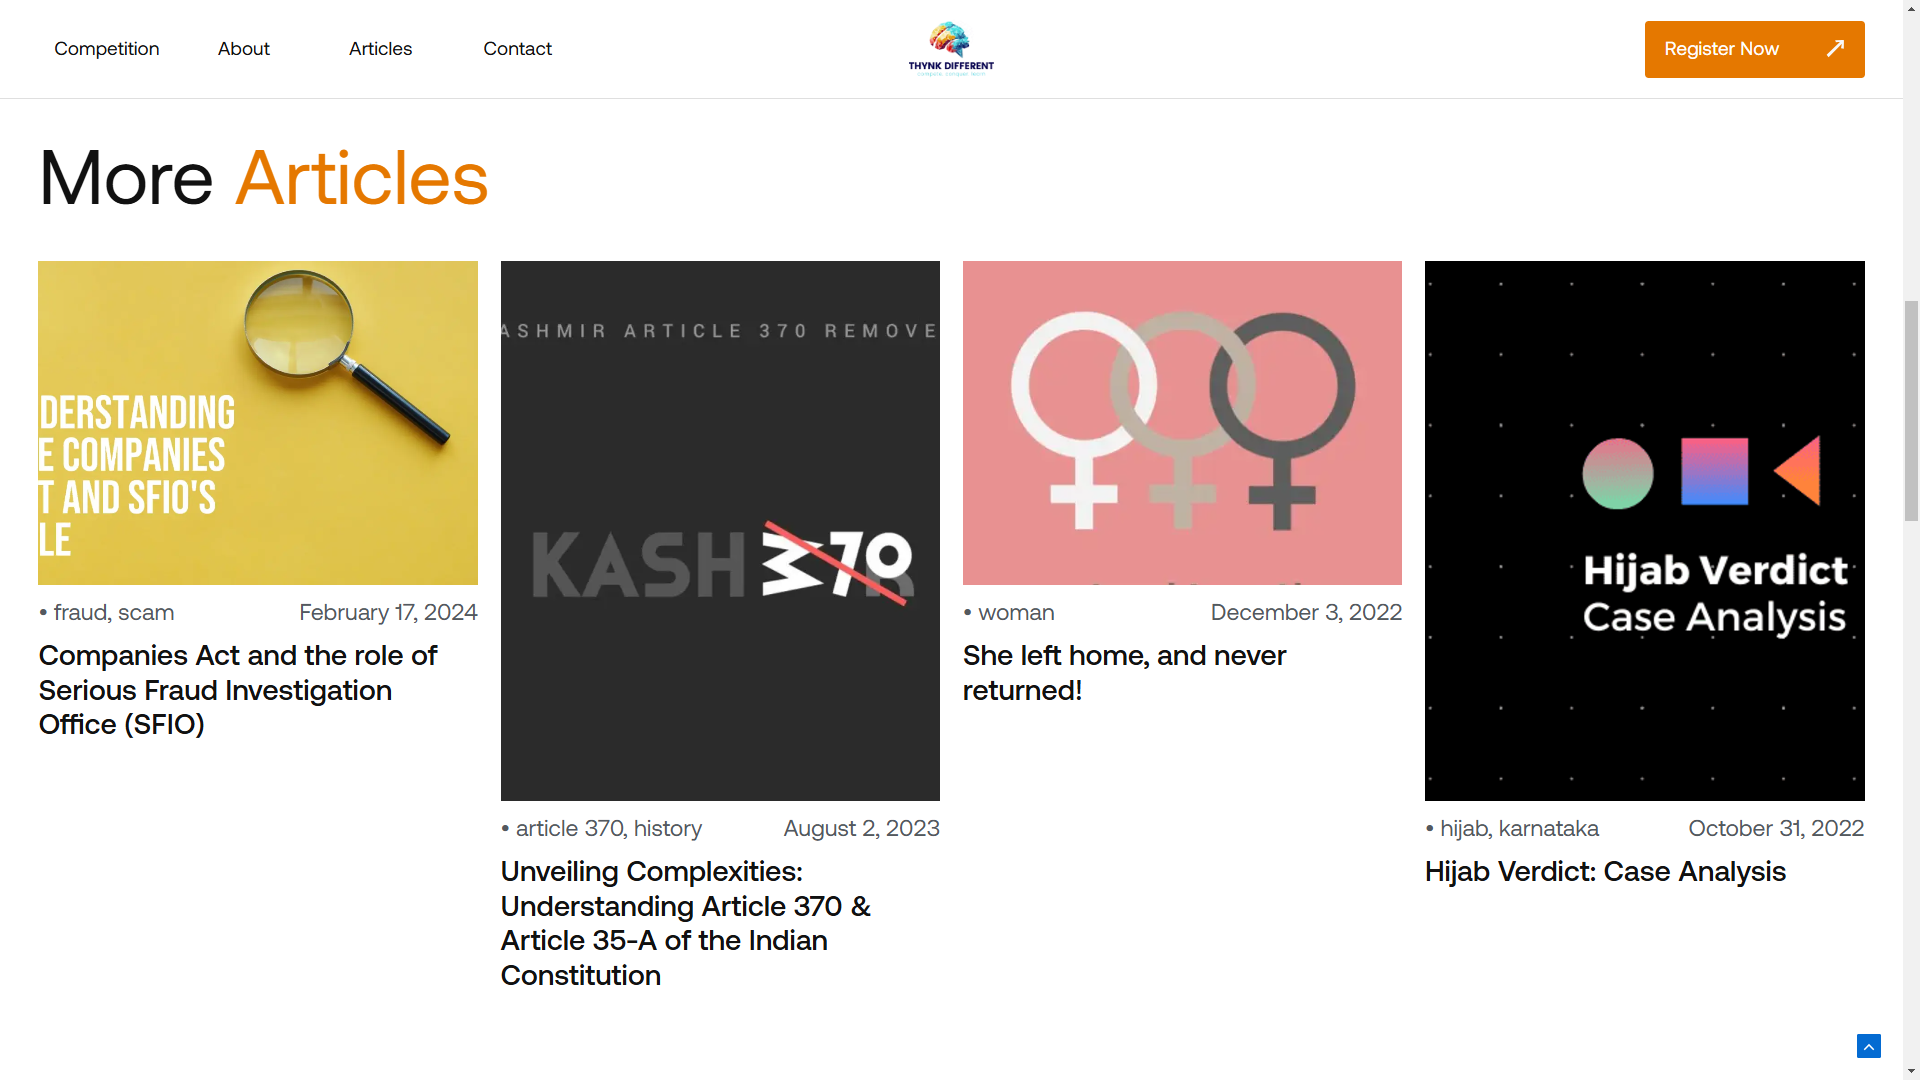 Competition
About
Articles
Contact
THYNK DIFFERENT
Register Now
More Articles
DERSTANDING
E COMPANIES
T AND SFIO'S
LE
• fraud, scam
February 17, 2024
Companies Act and the role of
Serious Fraud Investigation
Office (SFIO)
ASHMIR ARTICLE 370 REMOVE
KASH 370
• article 370, history
August 2, 2023
Unveiling Complexities:
Understanding Article 370 &
Article 35-A of the Indian
Constitution
• woman
December 3, 2022
She left home, and never
returned!
Hijab Verdict
Case Analysis
• hijab, karnataka
October 31, 2022
Hijab Verdict: Case Analysis